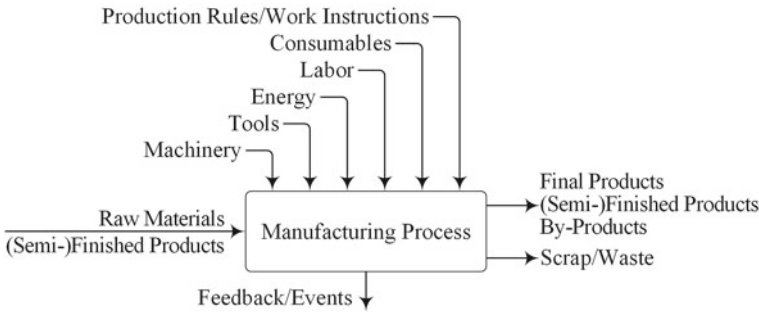 Production Rules/Work Instructions
Consumables
Labor
Energy
Tools
Machinery
Raw Materials
(Semi-)Finished Products
Manufacturing Process
Final Products
(Semi-)Finished Products
By-Products
Scrap/Waste
Feedback/Events